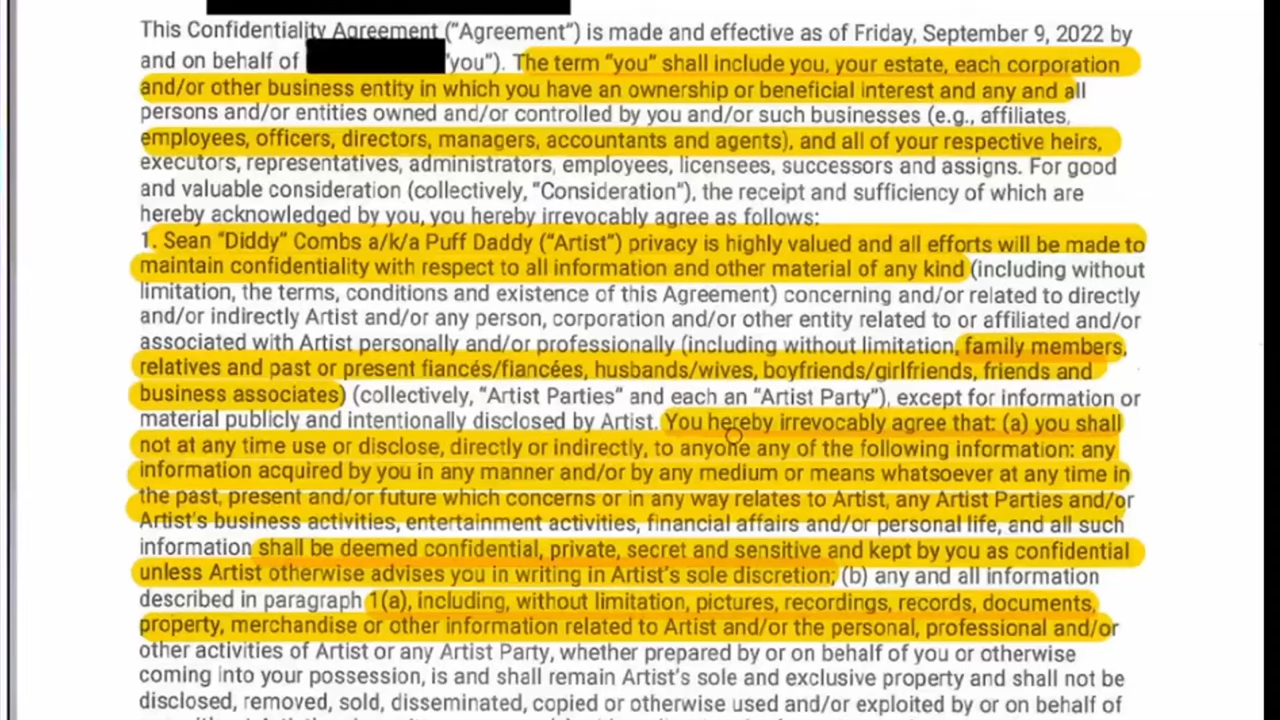 This Confidentiality Agreement (“Agreement”) is made and effective as of Friday, September 9, 2022 by
and on behalf of “you”). The term “you” shall include you, your estate, each corporation
and/or other business entity in which you have an ownership or beneficial interest and any and all
persons and/or entities owned and/or controlled by you and/or such businesses (e.g., affiliates,
employees, officers, directors, managers, accountants and agents), and all of your respective heirs,
executors, representatives, administrators, employees, licensees, successors and assigns. For good
and valuable consideration (collectively, “Consideration”), the receipt and sufficiency of which are
hereby acknowledged by you, you hereby irrevocably agree as follows:
1. Sean “Diddy” Combs a/k/a Puff Daddy (“Artist”) privacy is highly valued and all efforts will be made to
maintain confidentiality with respect to all information and other material of any kind (including without
limitation, the terms, conditions and existence of this Agreement) concerning and/or related to directly
and/or indirectly Artist and/or any person, corporation and/or other entity related to or affiliated and/or
associated with Artist personally and/or professionally (including without limitation, family members,
relatives and past or present fiancés/fiancées, husbands/wives, boyfriends/girlfriends, friends and
business associates) (collectively, “Artist Parties” and each an “Artist Party”), except for information or
material publicly and intentionally disclosed by Artist. You hereby irrevocably agree that: (a) you shall
not at any time use or disclose, directly or indirectly, to anyone any of the following information: any
information acquired by you in any manner and/or by any medium or means whatsoever at any time in
the past, present and/or future which concerns or in any way relates to Artist, any Artist Parties and/or
Artist’s business activities, entertainment activities, financial affairs and/or personal life, and all such
information shall be deemed confidential, private, secret and sensitive and kept by you as confidential
unless Artist otherwise advises you in writing in Artist’s sole discretion; (b) any and all information
described in paragraph 1(a), including, without limitation, pictures, recordings, records, documents,
property, merchandise or other information related to Artist and/or the personal, professional and/or
other activities of Artist or any Artist Party, whether prepared by or on behalf of you or otherwise
coming into your possession, is and shall remain Artist’s sole and exclusive property and shall not be
disclosed, removed, sold, disseminated, copied or otherwise used and/or exploited by or on behalf of